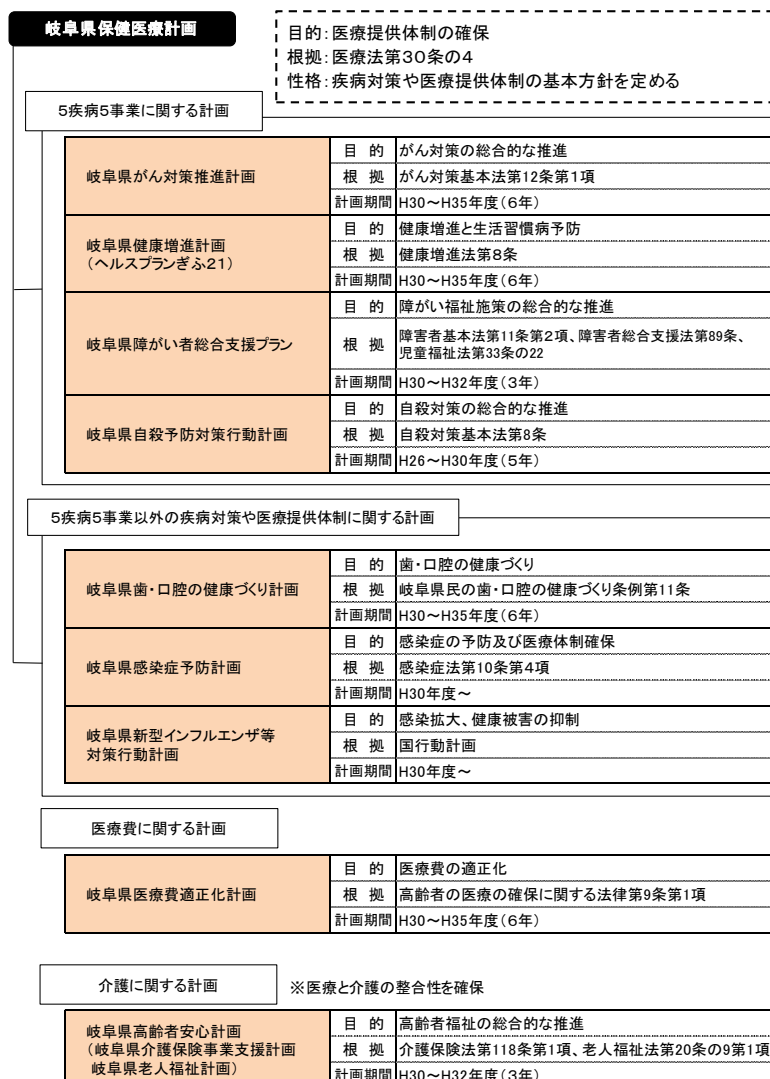 岐阜県保健医療計画
目的：医療提供体制の確保
根拠：医療法第３０条の４
性格：疾病対策や医療提供体制の基本方針を定める
５疾病５事業に関する計画
岐阜県がん対策推進計画
目　的 がん対策の総合的な推進
根　拠 がん対策基本法第12条第１項
計画期間 H30～H35年度（６年）
岐阜県健康増進計画
（ヘルスプランぎふ２１）
目　的 健康増進と生活習慣病予防
根　拠 健康増進法第８条
計画期間 H30～H35年度（６年）
岐阜県障がい者総合支援プラン
目　的 障がい福祉施策の総合的な推進
根　拠 障害者基本法第11条第２項、障害者総合支援法第89条、
児童福祉法第33条の22
計画期間 H30～H32年度（３年）
岐阜県自殺予防対策行動計画
目　的 自殺対策の総合的な推進
根　拠 自殺対策基本法第８条
計画期間 H26～H30年度（５年）
５疾病５事業以外の疾病対策や医療提供体制に関する計画
岐阜県歯・口腔の健康づくり計画
目　的 歯・口腔の健康づくり
根　拠 岐阜県民の歯・口腔の健康づくり条例第11条
計画期間 H30～H35年度（６年）
岐阜県感染症予防計画
目　的 感染症の予防及び医療体制確保
根　拠 感染症法第10条第４項
計画期間 H30年度～
岐阜県新型インフルエンザ等
対策行動計画
目　的 感染拡大、健康被害の抑制
根　拠 国行動計画
計画期間 H30年度～
医療費に関する計画
岐阜県医療費適正化計画
目　的 医療費の適正化
根　拠 高齢者の医療の確保に関する法律第９条第１項
計画期間 H30～H35年度（６年）
介護に関する計画
※医療と介護の整合性を確保
岐阜県高齢者安心計画
（岐阜県介護保険事業支援計画
岐阜県老人福祉計画）
目　的 高齢者福祉の総合的な推進
根　拠 介護保険法第118条第１項、老人福祉法第20条の９第１項
計画期間 H30～H32年度（３年）